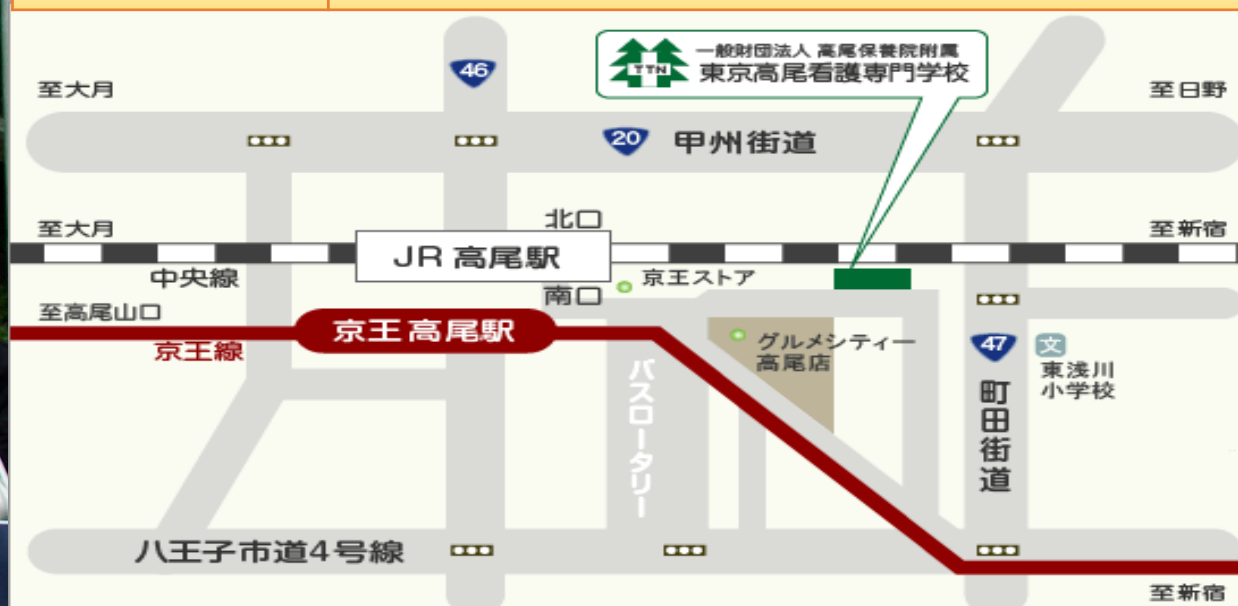 46
一般財団法人 高尾保養院附属
TTN
東京高尾看護専門学校
至大月
至日野
20
甲州街道
至大月
北口
至新宿
JR 高尾駅
中央線
京王ストア
南口
至高尾山口
京王 高尾駅
京王線
グルメシティー
高尾店
47
文
東浅川
小学校
バスロータリー
町田街道
八王子市道4号線
至新宿